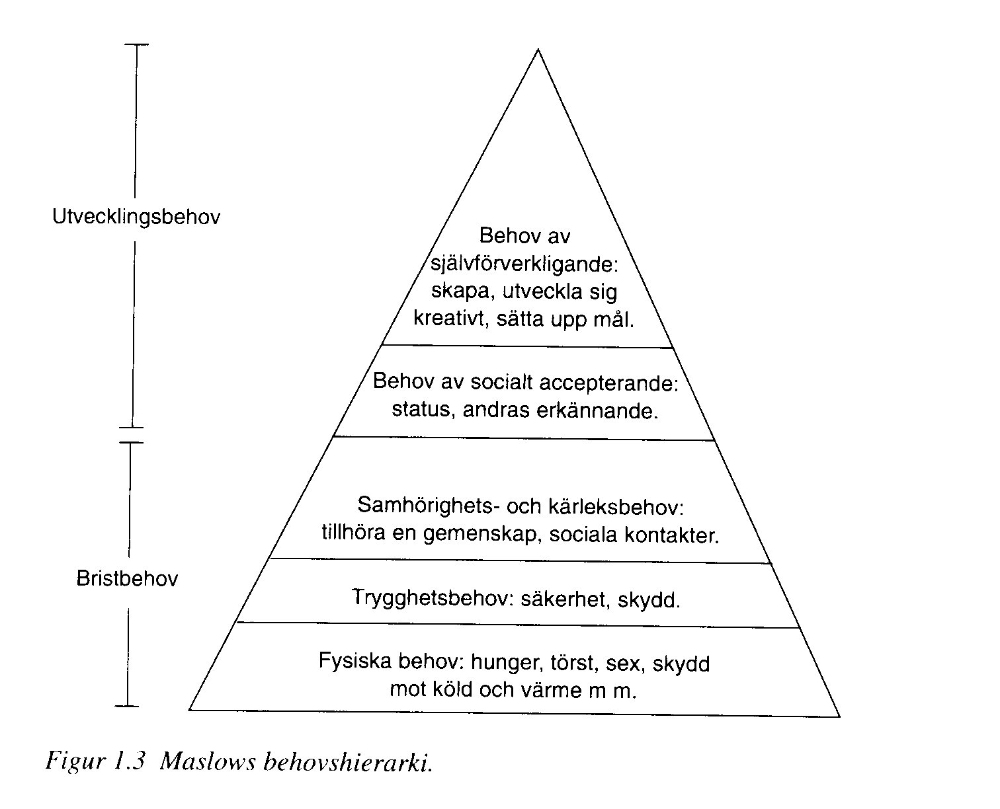 Utvecklingsbehov
Behov av
självförverkligande:
skapa, utveckla sig
kreativt, sätta upp mål.
Behov av socialt accepterande:
status, andras erkännande.
Samhörighets- och kärleksbehov:
tillhöra en gemenskap, sociala kontakter.
Bristbehov
Trygghetsbehov: säkerhet, skydd.
Fysiska behov: hunger, törst, sex, skydd
mot köld och värme m m.
Figur 1.3 Maslows behovshierarki.